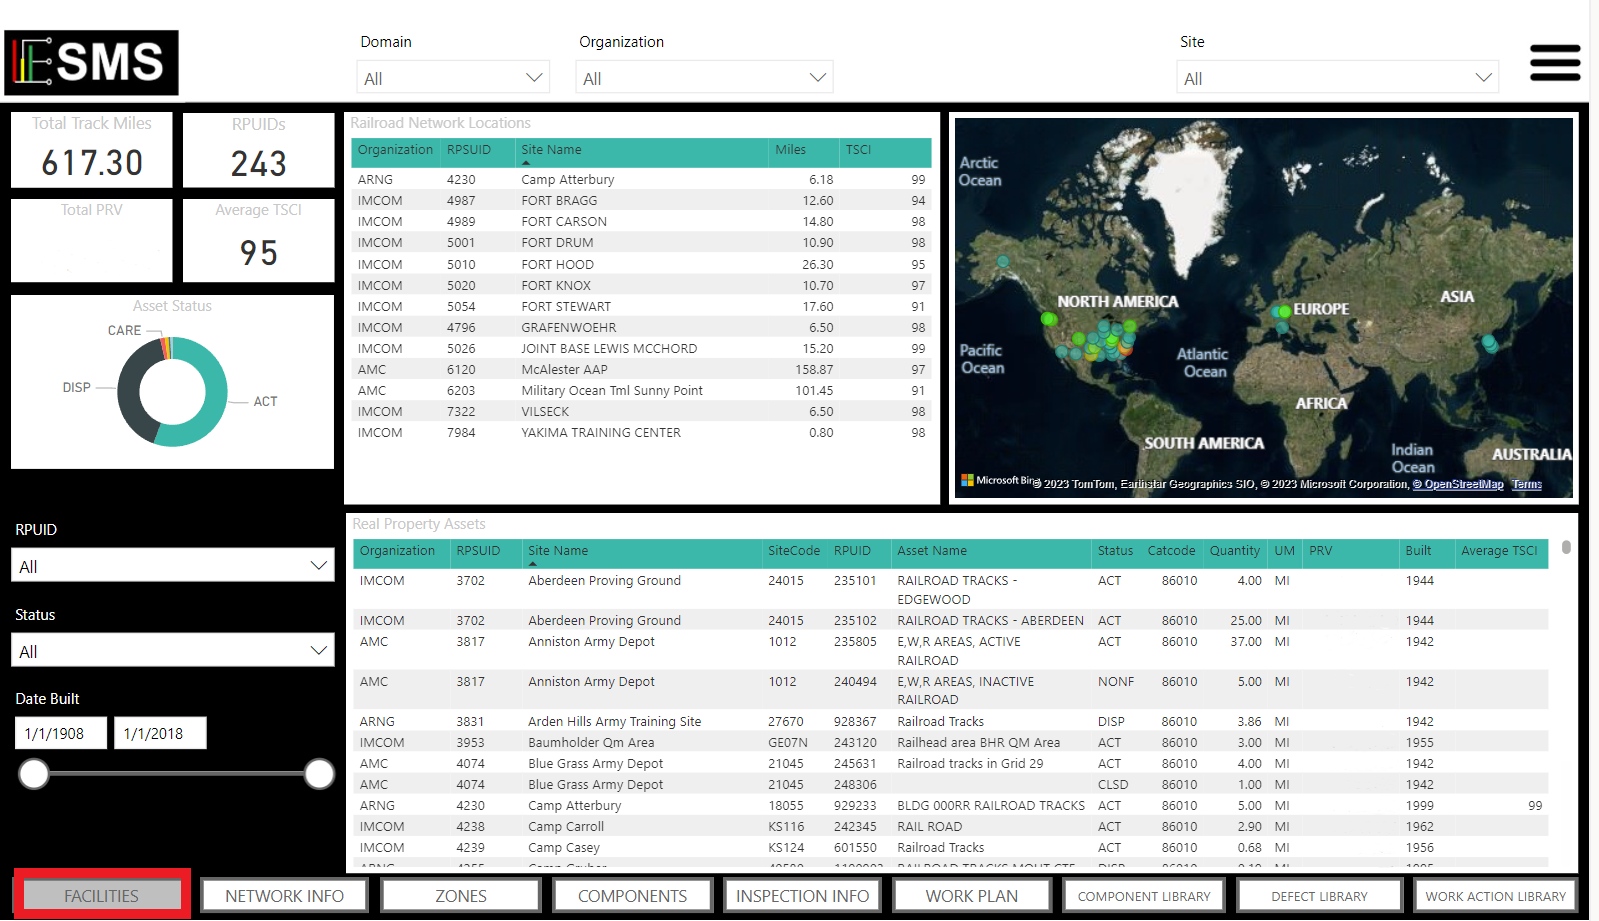 SMS
Domain
All
Organization
All
Site
All
Total Track Miles
617.30
RPUIDs
243
Total PRV
Average TSCI
95
Asset Status
CARE
DISP
ACT
Railroad Network Locations
Organization RPSUID Site Name Miles TSCI
ARNG 4230 Camp Atterbury 6.18 99
IMCOM 4987 FORT BRAGG 12.60 94
IMCOM 4989 FORT CARSON 14.80 98
IMCOM 5001 FORT DRUM 10.90 98
IMCOM 5010 FORT HOOD 26.30 95
IMCOM 5020 FORT KNOX 10.70 97
IMCOM 5054 FORT STEWART 17.60 91
IMCOM 4796 GRAFENWOEHR 6.50 98
IMCOM 5026 JOINT BASE LEWIS MCCHORD 15.20 99
AMC 6120 McAlester AAP 158.87 97
AMC 6203 Military Ocean Tml Sunny Point 101.45 91
IMCOM 7322 VILSECK 6.50 98
IMCOM 7984 YAKIMA TRAINING CENTER 0.80 98
Arctic
Ocean
NORTH AMERICA
EUROPE
ASIA
Pacific
Ocean
Atlantic
Ocean
AFRICA
SOUTH AMERICA
Indian
Ocean
AUSTRALIA
Microsoft Bing
© 2023 TomTom, Earthstar Geographics SIO, © 2023 Microsoft Corporation, © OpenStreetMap Terms
RPUID
All
Status
All
Date Built
1/1/1908 1/1/2018
Real Property Assets
Organization RPSUID Site Name SiteCode RPUID Asset Name Status Catcode Quantity UM PRV Built Average TSCI
IMCOM 3702 Aberdeen Proving Ground 24015 235101 RAILROAD TRACKS - ACT 86010 4.00 MI 1944
EDGEWOOD
IMCOM 3702 Aberdeen Proving Ground 24015 235102 RAILROAD TRACKS - ABERDEEN ACT 86010 25.00 MI 1944
AMC 3817 Anniston Army Depot 1012 235805 E,W,R AREAS, ACTIVE ACT 86010 37.00 MI 1942
RAILROAD
AMC 3817 Anniston Army Depot 1012 240494 E,W,R AREAS, INACTIVE NONF 86010 5.00 MI 1942
RAILROAD
ARNG 3831 Arden Hills Army Training Site 27670 928367 Railroad Tracks DISP 86010 3.86 MI 1942
IMCOM 3953 Baumholder Qm Area GE07N 243120 Railhead area BHR QM Area ACT 86010 3.00 MI 1955
AMC 4074 Blue Grass Army Depot 21045 245631 Railroad tracks in Grid 29 ACT 86010 4.00 MI 1942
AMC 4074 Blue Grass Army Depot 21045 248306 CLSD 86010 1.00 MI 1942
ARNG 4230 Camp Atterbury 18055 929233 BLDG 000RR RAILROAD TRACKS ACT 86010 5.00 MI 1999 99
IMCOM 4238 Camp Carroll KS116 242345 RAIL ROAD ACT 86010 2.90 MI 1962
IMCOM 4239 Camp Casey KS124 601550 Railroad Tracks ACT 86010 0.68 MI 1956
FACILITIES
NETWORK INFO
ZONES
COMPONENTS
INSPECTION INFO
WORK PLAN
COMPONENT LIBRARY
DEFECT LIBRARY
WORK ACTION LIBRARY